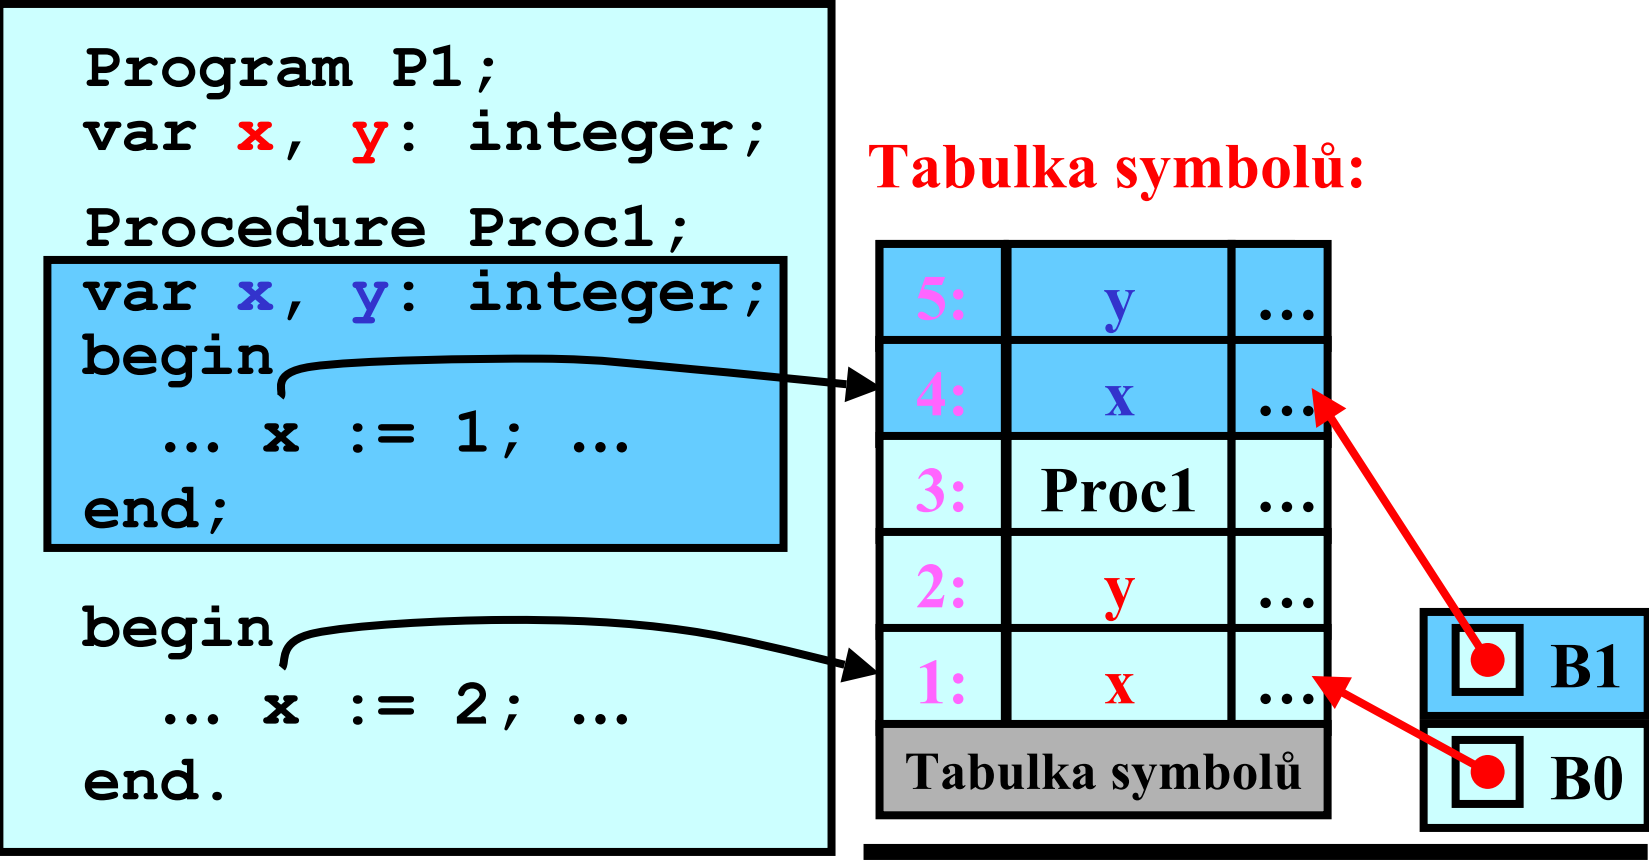 Program P1;
var x, y: integer;
Procedure Proc1;
var x, y: integer;
begin
… x := 1; …
end;
begin
… x := 2; …
end.
Tabulka symbolů:
5: y …
4: x …
3: Proc1 …
2: y …
1: x …
Tabulka symbolů
B1
B0